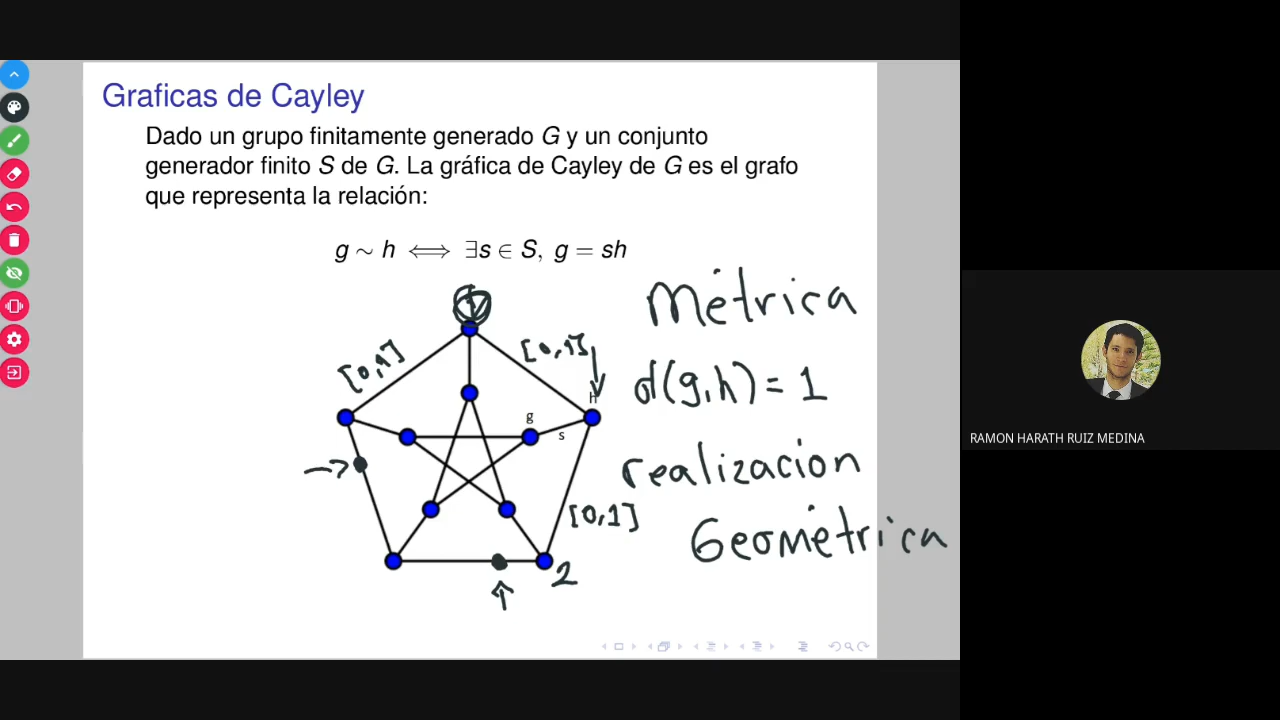 Graficas de Cayley
Dado un grupo finitamente generado G y un conjunto
generador finito S de G. La gráfica de Cayley de G es el grafo
que representa la relación:
g ∼ h ⟺ ∃s ∈ S, g = sh
Métrica
[0,1]
[0,1]
h
d(g,h) = 1
g
s
RAMON HARATH RUIZ MEDINA
realización
[0,1]
Geométrica
2